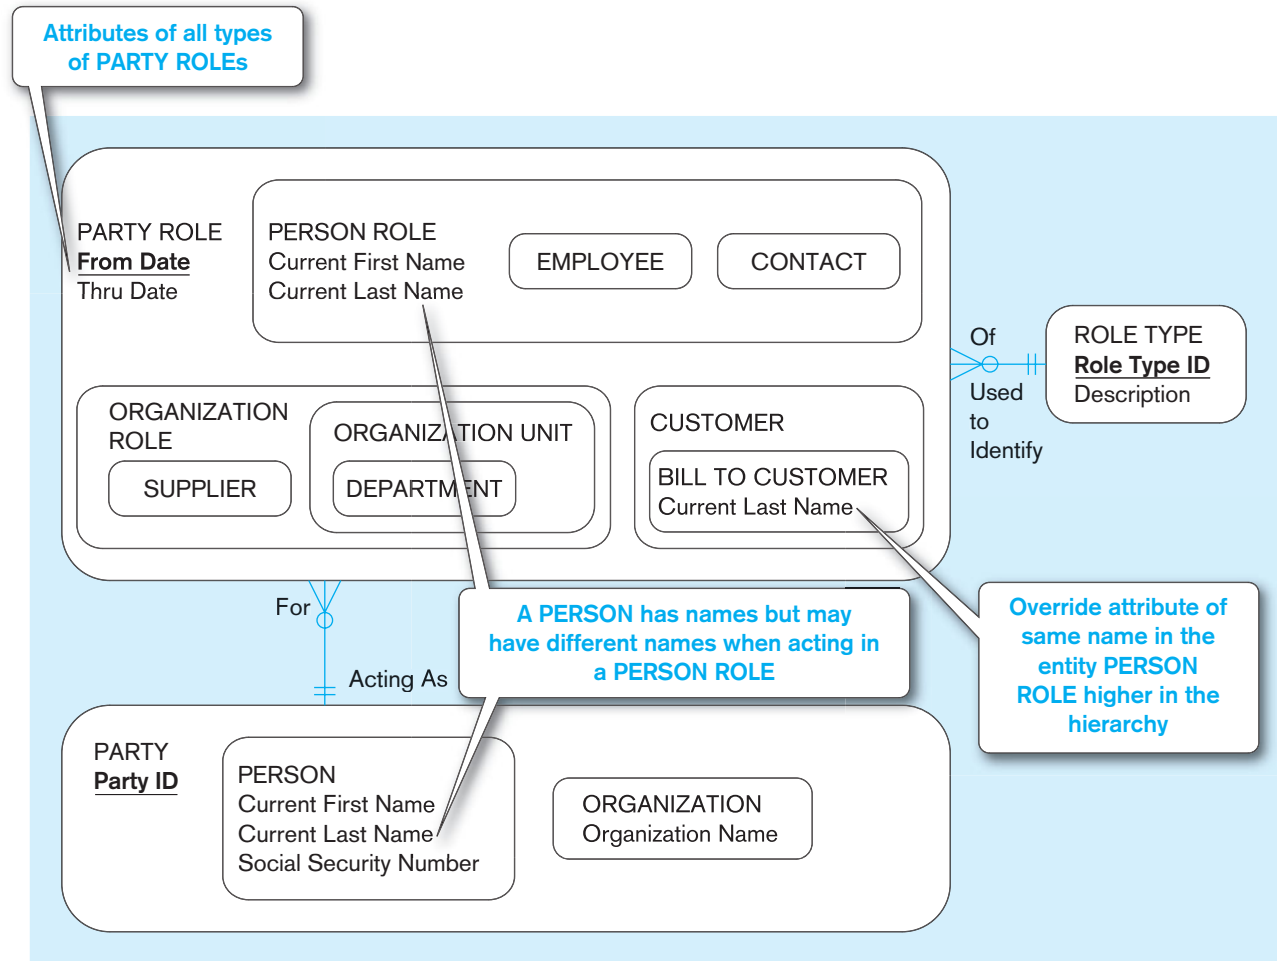 Attributes of all types
of PARTY ROLEs
PARTY ROLE
From Date
Thru Date
PERSON ROLE
Current First Name
Current Last Name
EMPLOYEE
CONTACT
Of
Used
to
Identify
ROLE TYPE
Role Type ID
Description
ORGANIZATION
ROLE
SUPPLIER
ORGANIZATION UNIT
DEPARTMENT
CUSTOMER
BILL TO CUSTOMER
Current Last Name
For
Acting As
A PERSON has names but may
have different names when acting in
a PERSON ROLE
Override attribute of
same name in the
entity PERSON
ROLE higher in the
hierarchy
PARTY
Party ID
PERSON
Current First Name
Current Last Name
Social Security Number
ORGANIZATION
Organization Name